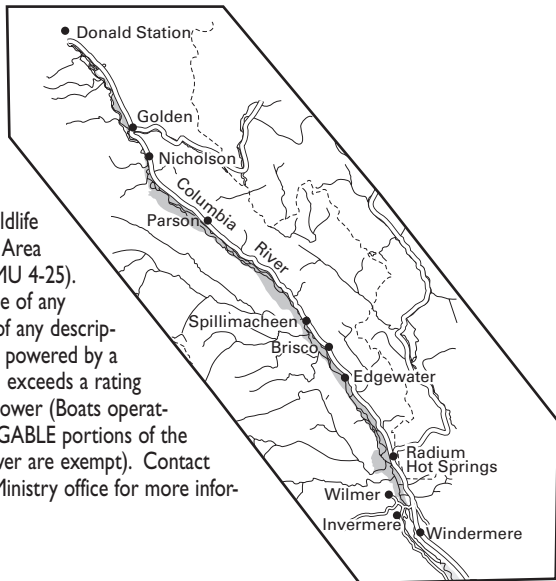 Donald Station
Golden
Nicholson
Columbia
River
Parson
Spillimacheen
Brisco
Edgewater
Radium
Hot Springs
Wilmer
Invermere
Windermere
ldlife
Area
MU 4-25).
e of any
of any descrip-
powered by a
exceeds a rating
ower (Boats operat-
GABLE portions of the
ver are exempt). Contact
Ministry office for more infor-